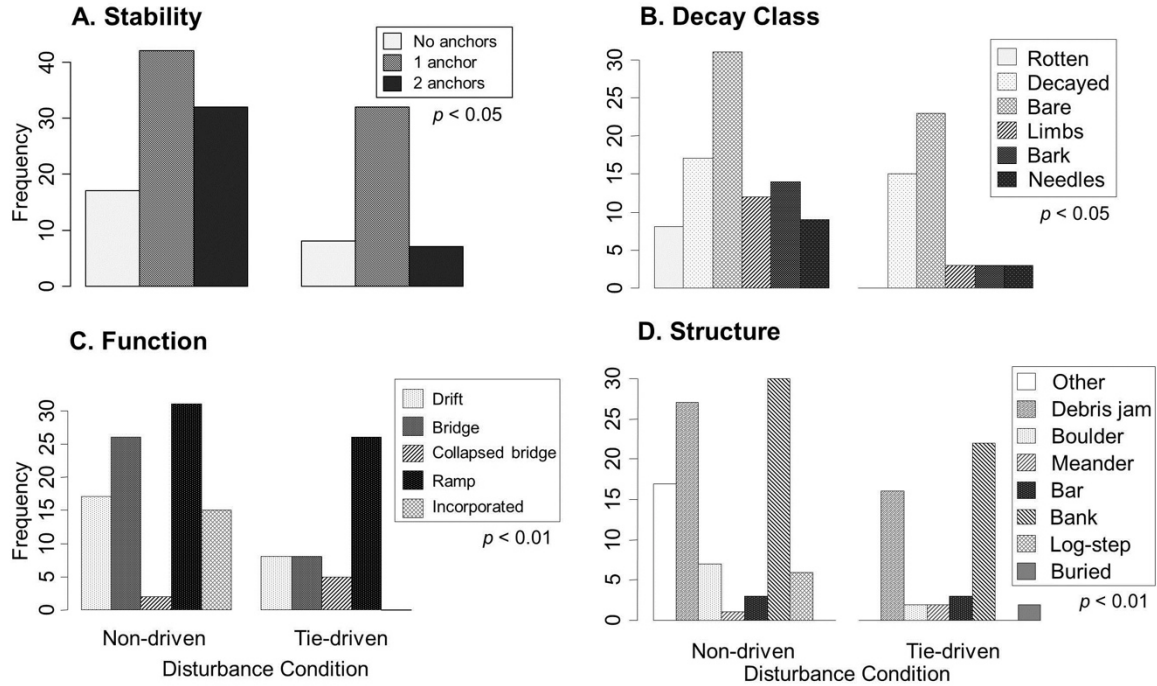 A. Stability
No anchors
1 anchor
2 anchors
p < 0.05
Frequency
0
10
20
30
40
B. Decay Class
Rotten
Decayed
Bare
Limbs
Bark
Needles
p < 0.05
0
5
10
15
20
25
30
C. Function
Drift
Bridge
Collapsed bridge
Ramp
Incorporated
p < 0.01
Frequency
0
5
10
15
20
25
30
Non-driven
Tie-driven
Disturbance Condition
D. Structure
Other
Debris jam
Boulder
Meander
Bar
Bank
Log-step
Buried
p < 0.01
0
5
10
15
20
25
30
Non-driven
Tie-driven
Disturbance Condition